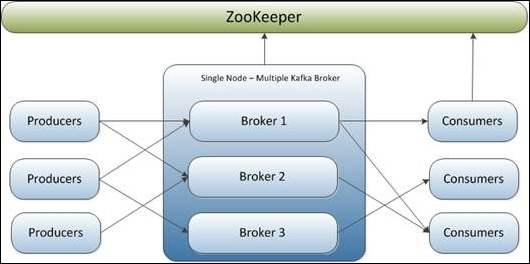 ZooKeeper
Single Node – Multiple Kafka Broker
Producers
Broker 1
Consumers
Producers
Broker 2
Consumers
Producers
Broker 3
Consumers